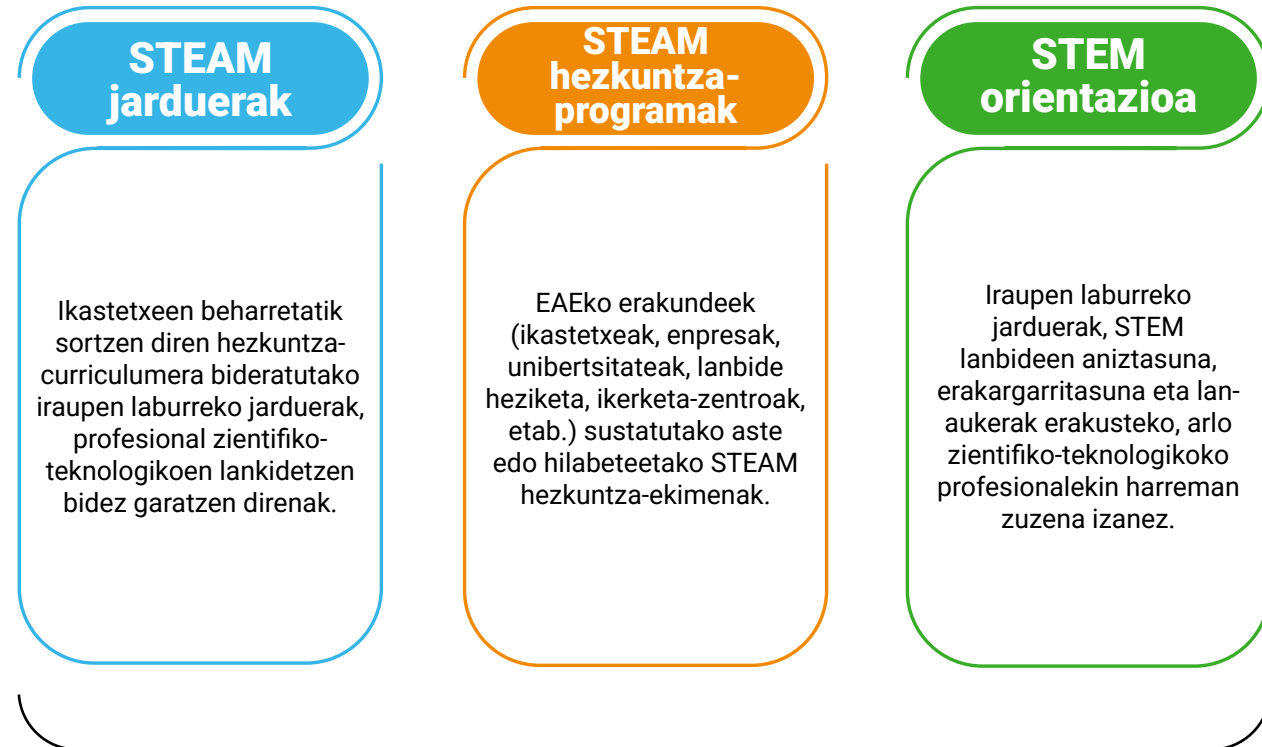 STEAM
jarduerak
Ikastetxeen beharretatik
sortzen diren hezkuntza-
curriculumera bideratutako
iraupen laburreko jarduerak,
profesional zientifiko-
teknologikoen lankidetzen
bidez garatzen direnak.
STEAM
hezkuntza-
programak
EAEko erakundeek
(ikastetxeak, enpresak,
unibertsitateak, lanbide
heziketa, ikerketa-zentroak,
etab.) sustatutako aste
edo hilabeteetako STEAM
hezkuntza-ekimenak.
STEM
orientazioa
Iraupen laburreko
jarduerak, STEM
lanbideen aniztasuna,
erakargarritasuna eta lan-
aukerak erakusteko, arlo
zientifiko-teknologikoko
profesionalekin harreman
zuzena izanez.